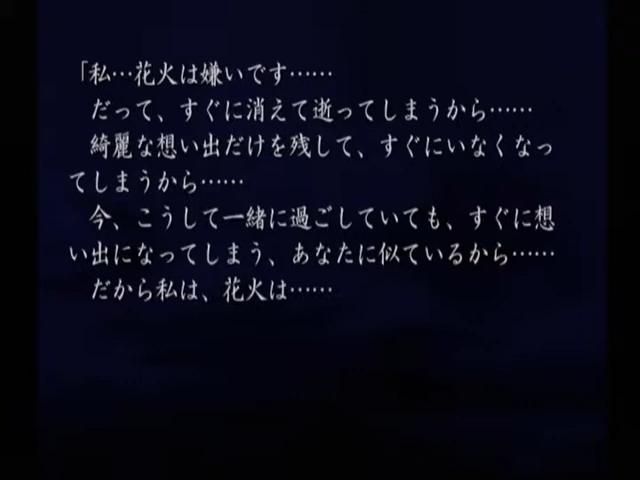 「私…花火は嫌いです……
だって、すぐに消えて逝ってしまうから……
綺麗な想い出だけを残して、すぐにいなくなっ
てしまうから……
今、こうして一緒に過ごしていても、すぐに想
い出になってしまう、あなたに似ているから……
だから私は、花火は……